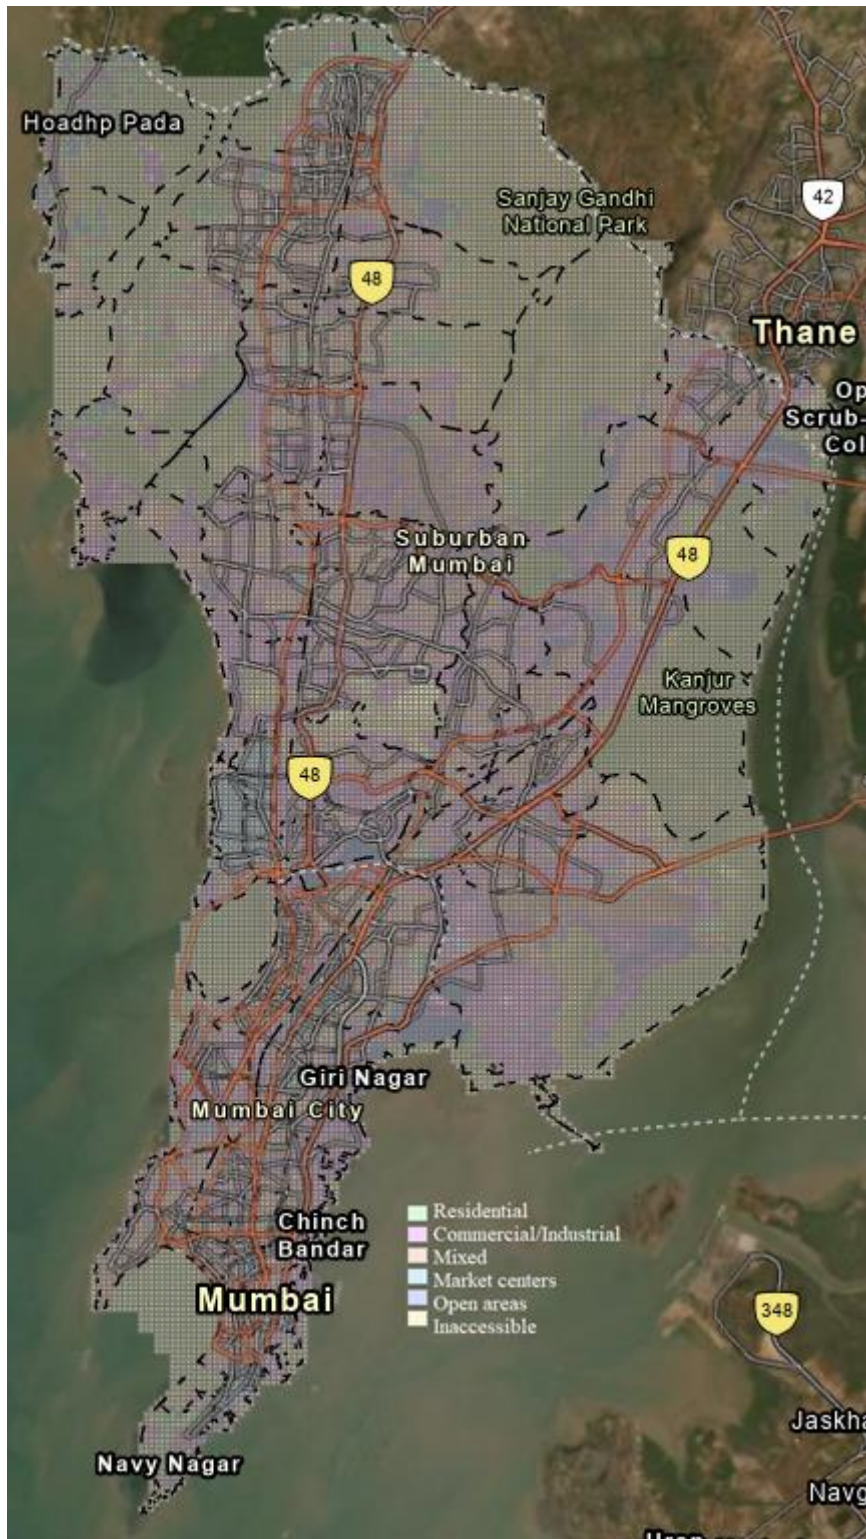 Hoadhp Pada
Sanjay Gandhi
National Park
42
48
Thane
Op
Scrub-
Col
Suburban
Mumbai
48
Kanjur
Mangroves
48
Giri Nagar
Mumbai City
Chinch
Bandar
Mumbai
Residential
Commercial/Industrial
Mixed
Market centers
Open areas
Inaccessible
348
Jaskha
Navy Nagar
Navg